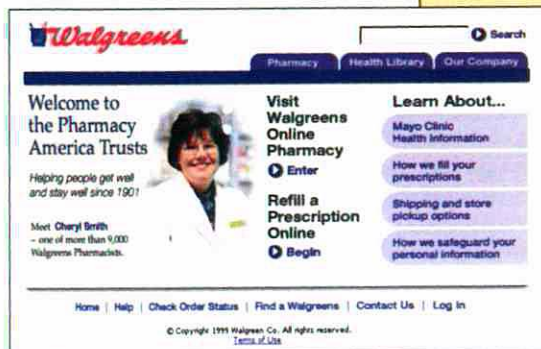 Walgreens
Search
Pharmacy
Health Library
Our Company
Welcome to
the Pharmacy
America Trusts
Helping people get well
and stay well since 1901
Meet Cheryl Smith
– one of more than 9,000
Walgreens Pharmacists.
Visit
Walgreens
Online
Pharmacy
Enter
Refill a
Prescription
Online
Begin
Learn About...
Mayo Clinic
Health Information
How we fill your
prescriptions
Shipping and store
pickup options
How we safeguard your
personal information
Home | Help | Check Order Status | Find a Walgreens | Contact Us | Log In
© Copyright 1999 Walgreen Co. All rights reserved.
Terms of Use